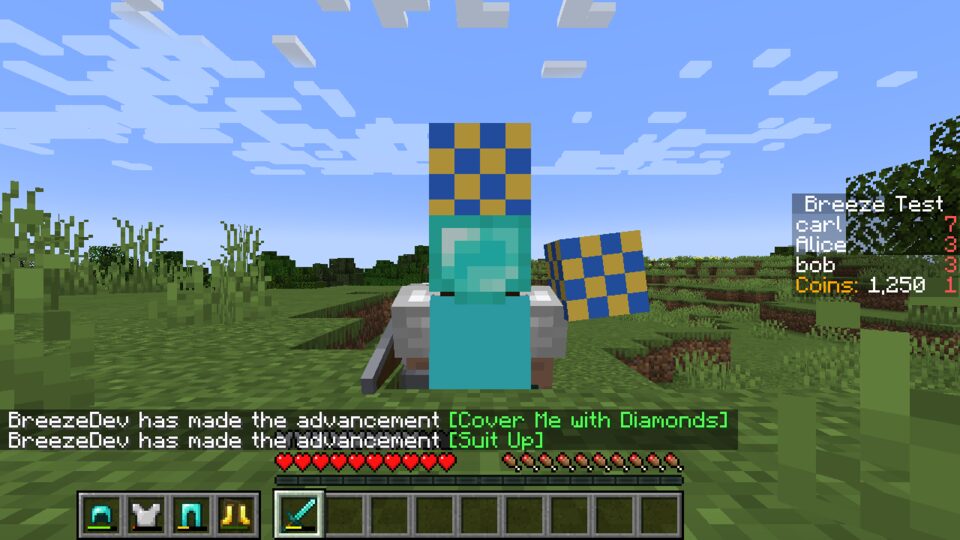 Breeze Test
carl 7
Alice 3
bob 3
Coins: 1,250 1
BreezeDev has made the advancement [Cover Me with Diamonds]
BreezeDev has made the advancement [Suit Up]